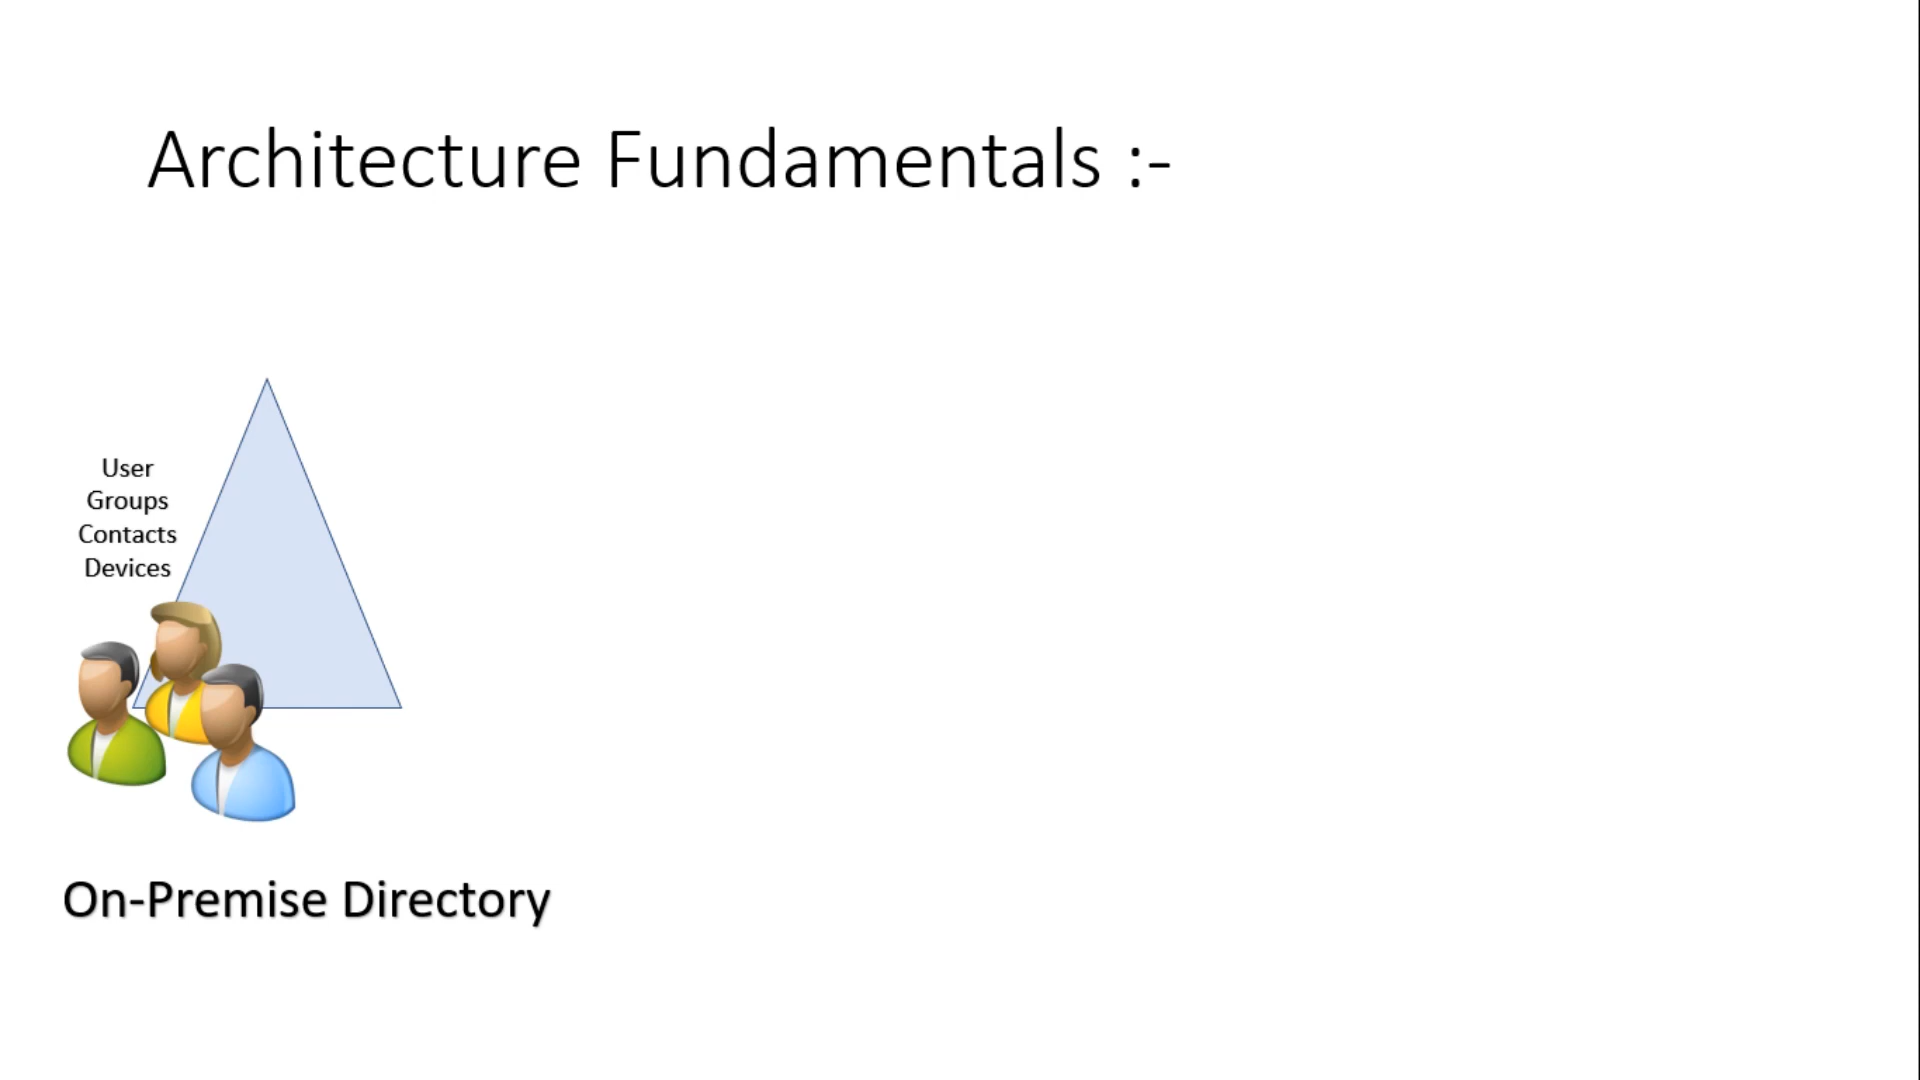 Architecture Fundamentals :-
User
Groups
Contacts
Devices
On-Premise Directory